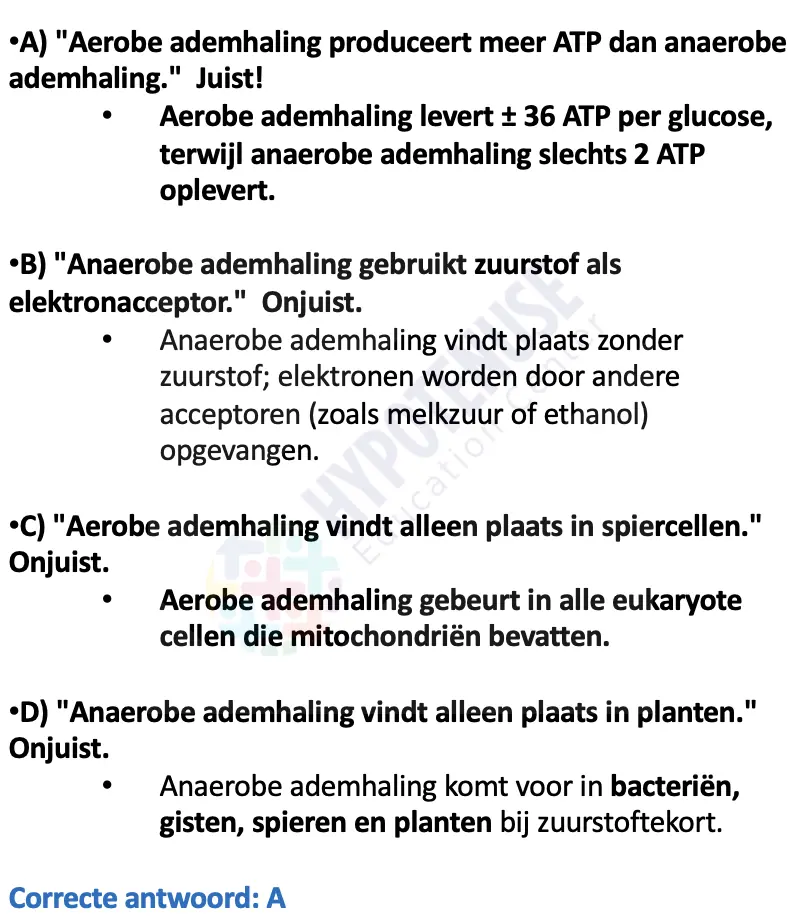 •A) "Aerobe ademhaling produceert meer ATP dan anaerobe
ademhaling."  Juist!
• Aerobe ademhaling levert ± 36 ATP per glucose,
terwijl anaerobe ademhaling slechts 2 ATP
oplevert.
•B) "Anaerobe ademhaling gebruikt zuurstof als
elektronacceptor."  Onjuist.
• Anaerobe ademhaling vindt plaats zonder
zuurstof; elektronen worden door andere
acceptoren (zoals melkzuur of ethanol)
opgevangen.
•C) "Aerobe ademhaling vindt alleen plaats in spiercellen."
Onjuist.
• Aerobe ademhaling gebeurt in alle eukaryote
cellen die mitochondriën bevatten.
•D) "Anaerobe ademhaling vindt alleen plaats in planten."
Onjuist.
• Anaerobe ademhaling komt voor in bacteriën,
gisten, spieren en planten bij zuurstoftekort.
Correcte antwoord: A
HYPOTENUSE
Education Center